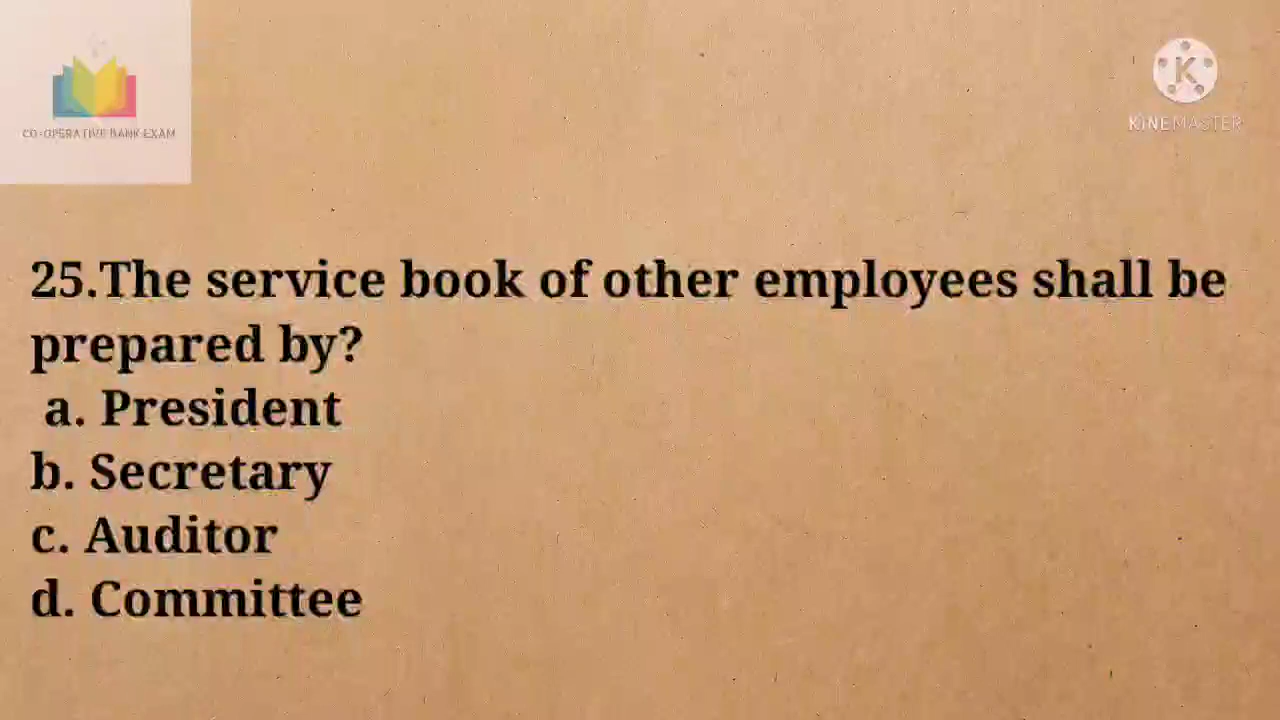 CO-OPERATIVE BANK EXAM
KINEMASTER
25.The service book of other employees shall be
prepared by?
a. President
b. Secretary
c. Auditor
d. Committee